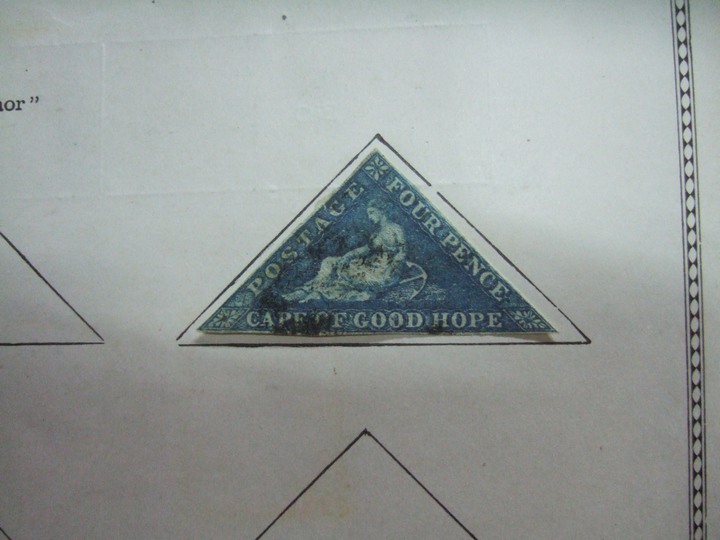 nor"
POSTAGE
FOUR PENCE
CAPE OF GOOD HOPE